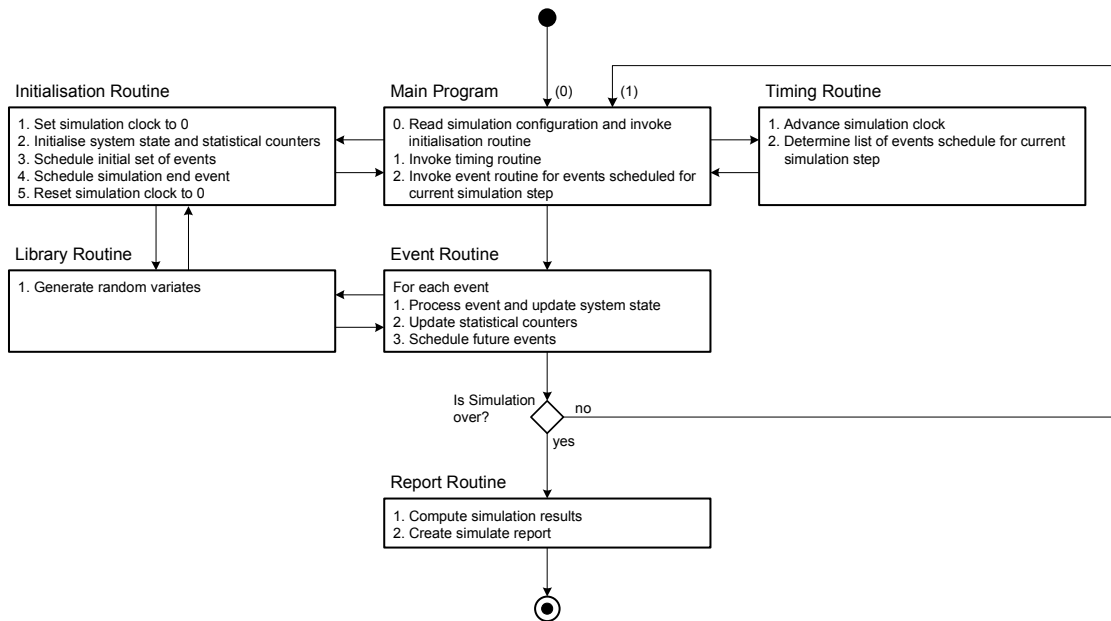 Initialisation Routine
1. Set simulation clock to 0
2. Initialise system state and statistical counters
3. Schedule initial set of events
4. Schedule simulation end event
5. Reset simulation clock to 0
Main Program
(0)
(1)
0. Read simulation configuration and invoke
initialisation routine
1. Invoke timing routine
2. Invoke event routine for events scheduled for
current simulation step
Timing Routine
1. Advance simulation clock
2. Determine list of events schedule for current
simulation step
Library Routine
1. Generate random variates
Event Routine
For each event
1. Process event and update system state
2. Update statistical counters
3. Schedule future events
Is Simulation
over?
no
yes
Report Routine
1. Compute simulation results
2. Create simulate report